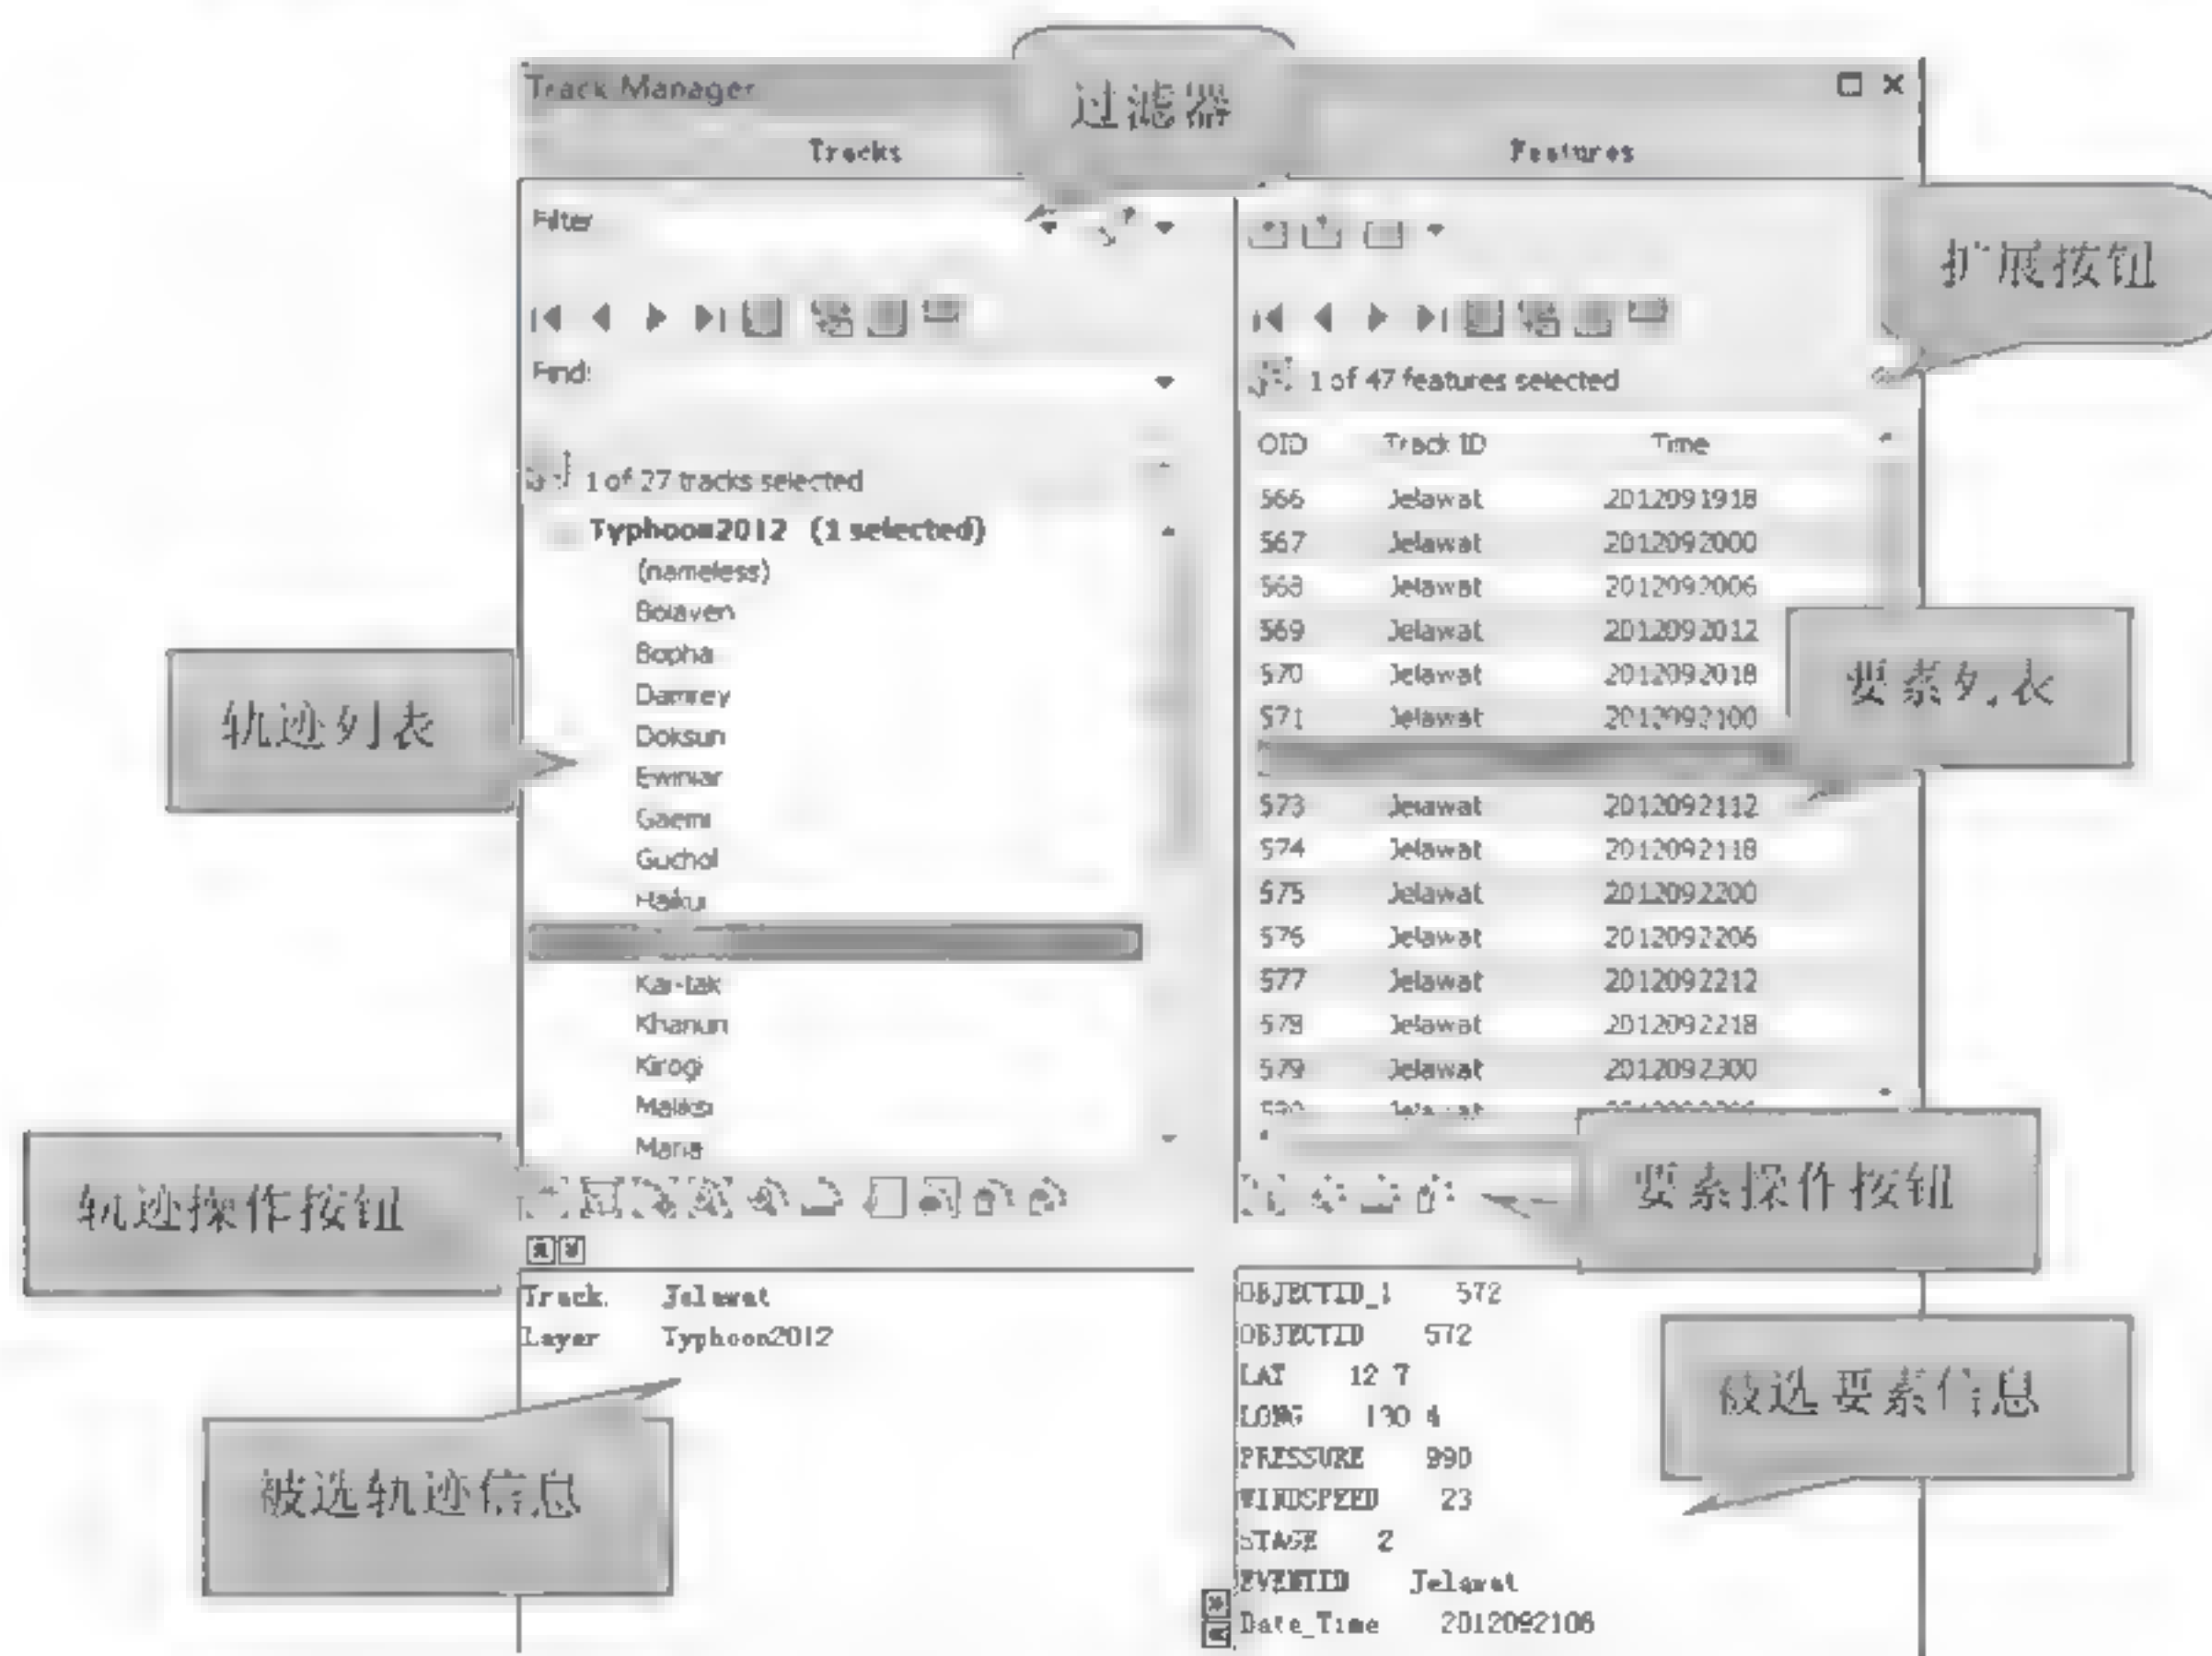 过滤器
Track Manager
Tracks
Features
Filter
扩展按钮
Find:
1 of 47 features selected
OID Track ID Time
1 of 27 tracks selected
566 Jelawat 2012091918
Typhoon2012 (1 selected)
567 Jelawat 2012092000
(nameless)
568 Jelawat 2012092006
Bolaven
569 Jelawat 2012092012
Bopha
570 Jelawat 2012092018
要素列表
Damrey
571 Jelawat 2012092100
轨迹列表
Doksuri
Ewiniar
573 Jelawat 2012092112
Gaemi
574 Jelawat 2012092118
Guchol
575 Jelawat 2012092200
Haikui
576 Jelawat 2012092206
Kai-tak
577 Jelawat 2012092212
Khanun
578 Jelawat 2012092218
Kirogi
579 Jelawat 2012092300
Maliksi
Maria
轨迹操作按钮
要素操作按钮
Track Jelawat
Layer Typhoon2012
OBJECTID_1 572
OBJECTID 572
LAT 12.7
LONG 130.4
PRESSURE 990
WINDSPEED 23
STAGE 2
EVENTID Jelawat
Date_Time 2012092106
被选要素信息
被选轨迹信息